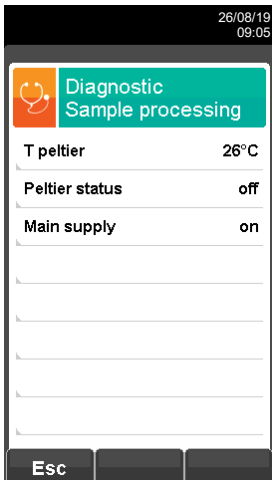 26/08/19
09:05
Diagnostic
Sample processing
T peltier 26°C
Peltier status off
Main supply on
Esc